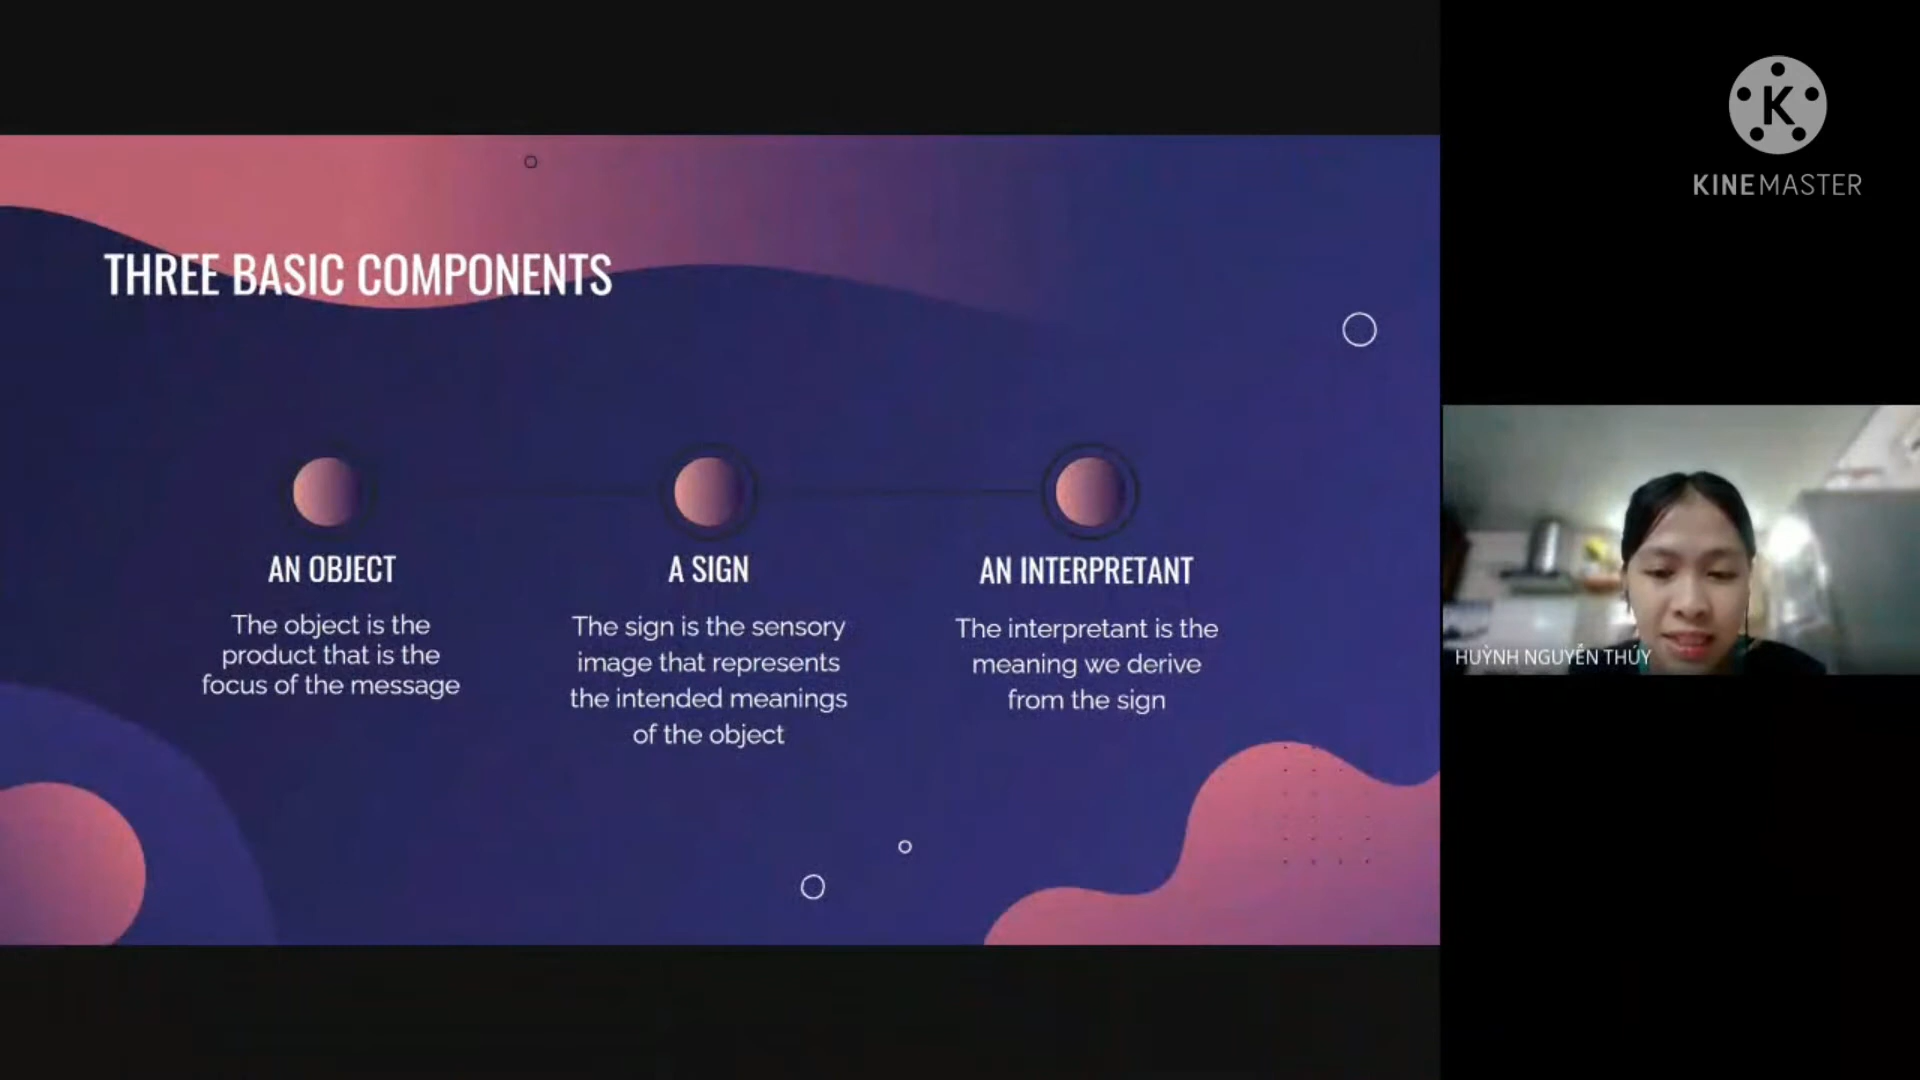 THREE BASIC COMPONENTS
AN OBJECT
The object is the
product that is the
focus of the message
A SIGN
The sign is the sensory
image that represents
the intended meanings
of the object
AN INTERPRETANT
The interpretant is the
meaning we derive
from the sign
K
KINEMASTER
HUỲNH NGUYỄN THÚY